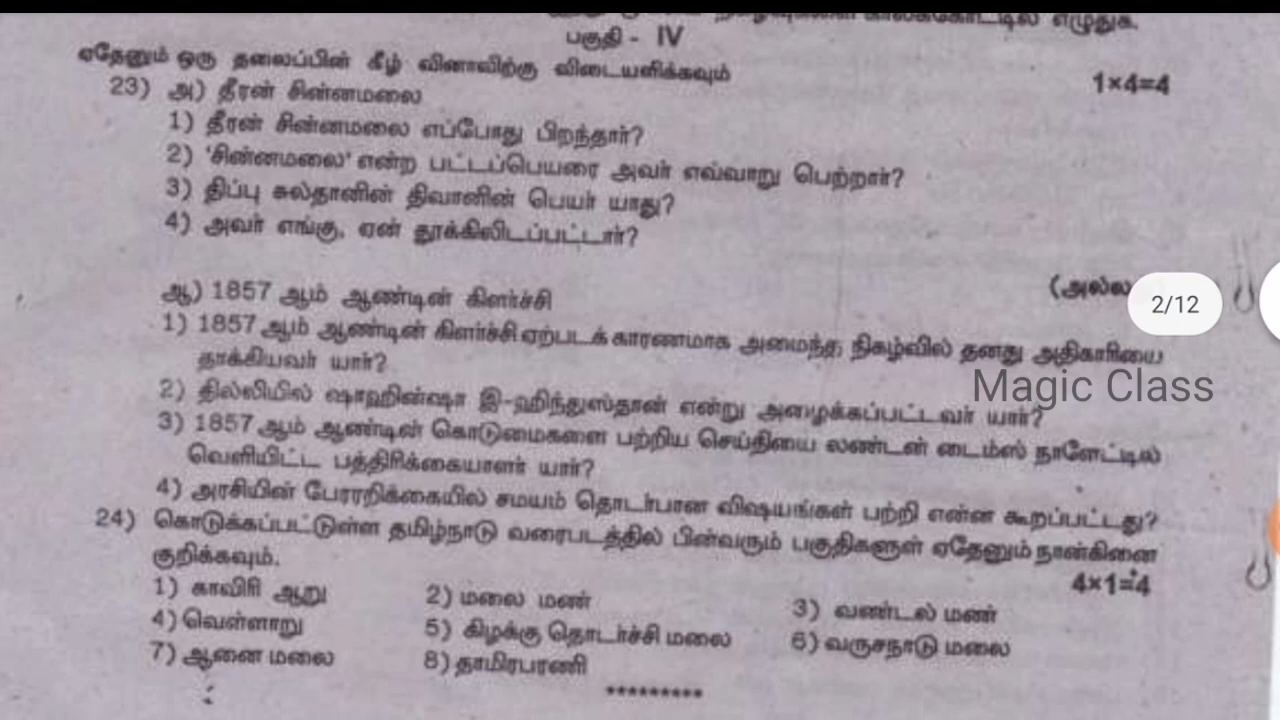 எழுதுக.
பகுதி - IV
ஏதேனும் ஒரு தலைப்பின் கீழ் வினாவிற்கு விடையளிக்கவும் 1×4=4
23) அ) தீரன் சின்னமலை
1) தீரன் சின்னமலை எப்போது பிறந்தார்?
2) 'சின்னமலை' என்ற பட்டப்பெயரை அவர் எவ்வாறு பெற்றார்?
3) திப்பு சுல்தானின் திவானின் பெயர் யாது?
4) அவர் எங்கு, ஏன் தூக்கிலிடப்பட்டார்?
(அல்ல
2/12
ஆ) 1857 ஆம் ஆண்டின் கிளர்ச்சி
1) 1857 ஆம் ஆண்டின் கிளர்ச்சி ஏற்படக் காரணமாக அமைந்த நிகழ்வில் தனது அதிகாரியை
தாக்கியவர் யார்?
Magic Class
2) தில்லியில் ஷாஹின்ஷா இ-ஹிந்துஸ்தான் என்று அழைக்கப்பட்டவர் யார்?
3) 1857 ஆம் ஆண்டின் கொடுமைகளை பற்றிய செய்தியை லண்டன் டைம்ஸ் நாளேட்டில்
வெளியிட்ட பத்திரிக்கையாளர் யார்?
4) அரசியின் பேரறிக்கையில் சமயம் தொடர்பான விஷயங்கள் பற்றி என்ன கூறப்பட்டது?
24) கொடுக்கப்பட்டுள்ள தமிழ்நாடு வரைபடத்தில் பின்வரும் பகுதிகளுள் ஏதேனும் நான்கினை
குறிக்கவும். 4×1=4
1) காவிரி ஆறு 2) மலை மண் 3) வண்டல் மண்
4) வெள்ளாறு 5) கிழக்கு தொடர்ச்சி மலை 6) வருசநாடு மலை
7) ஆனை மலை 8) தாமிரபரணி
*********